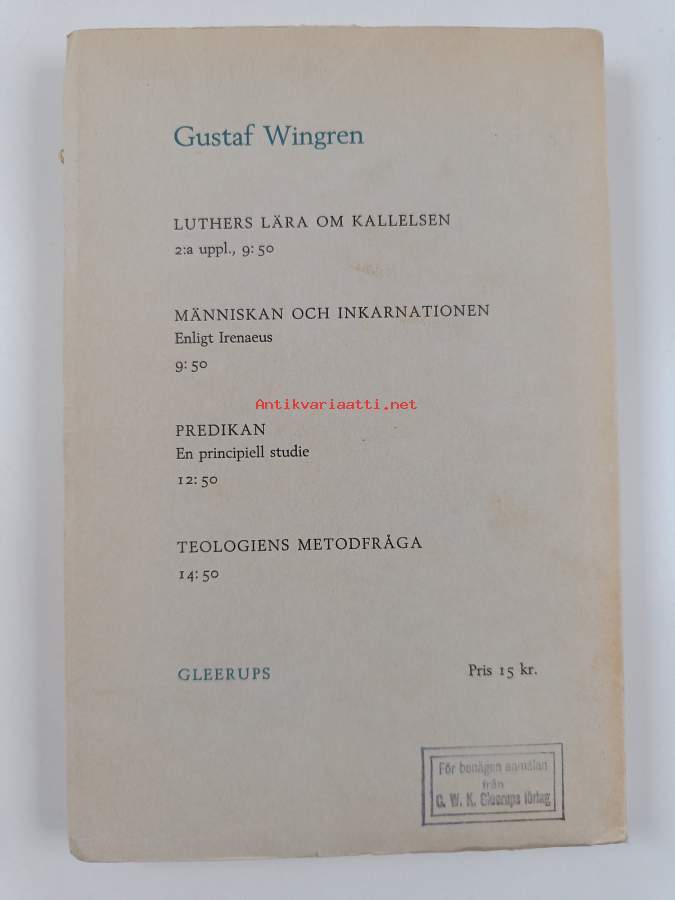 Gustaf Wingren
LUTHERS LÄRA OM KALLELSEN
2:a uppl., 9:50
MÄNNISKAN OCH INKARNATIONEN
Enligt Irenaeus
9:50
Antikvariaatti.net
PREDIKAN
En principiell studie
12:50
TEOLOGIENS METODFRÅGA
14:50
GLEERUPS
Pris 15 kr.
För benägen anmälan
från
C. W. K. Gleerups förlag